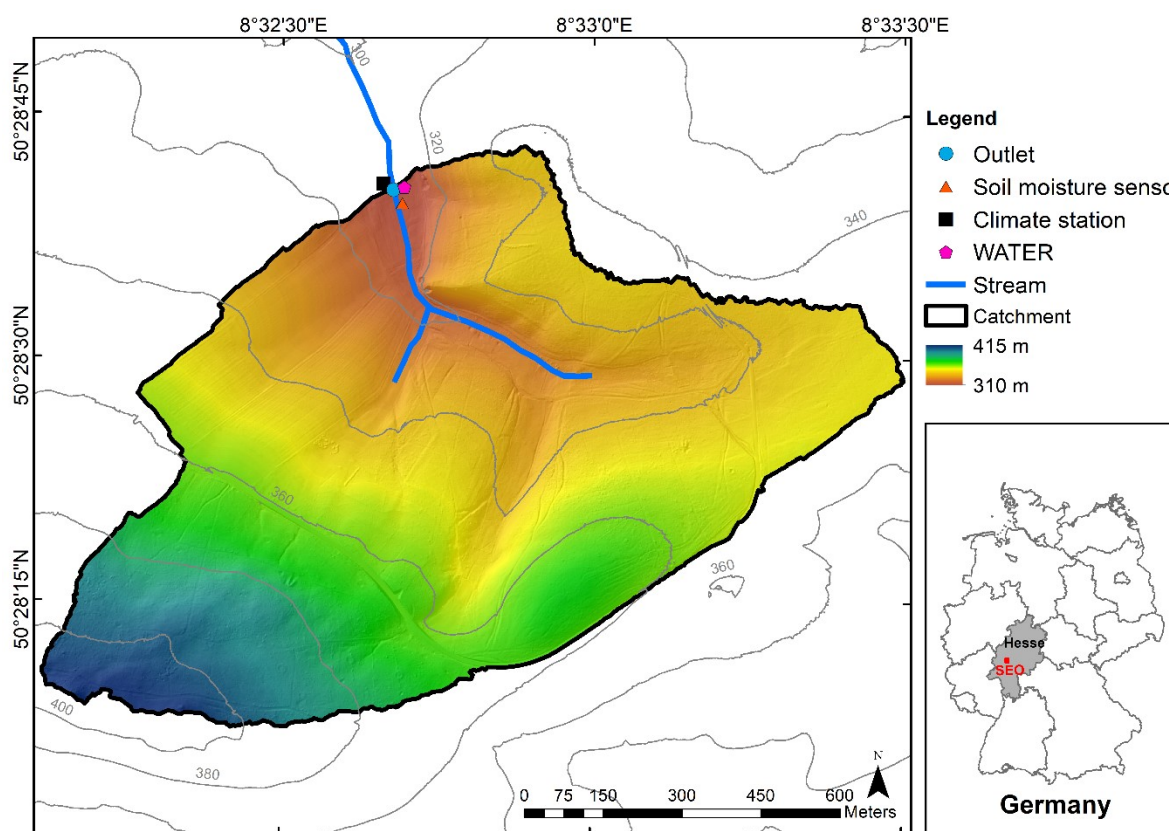 8°32'30"E
8°33'0"E
8°33'30"E
50°28'45"N
50°28'30"N
50°28'15"N
300
320
340
360
360
400
380
Legend
Outlet
Soil moisture senso
Climate station
WATER
Stream
Catchment
415 m
310 m
Hesse
SEO
Germany
N
0 75 150 300 450 600
Meters